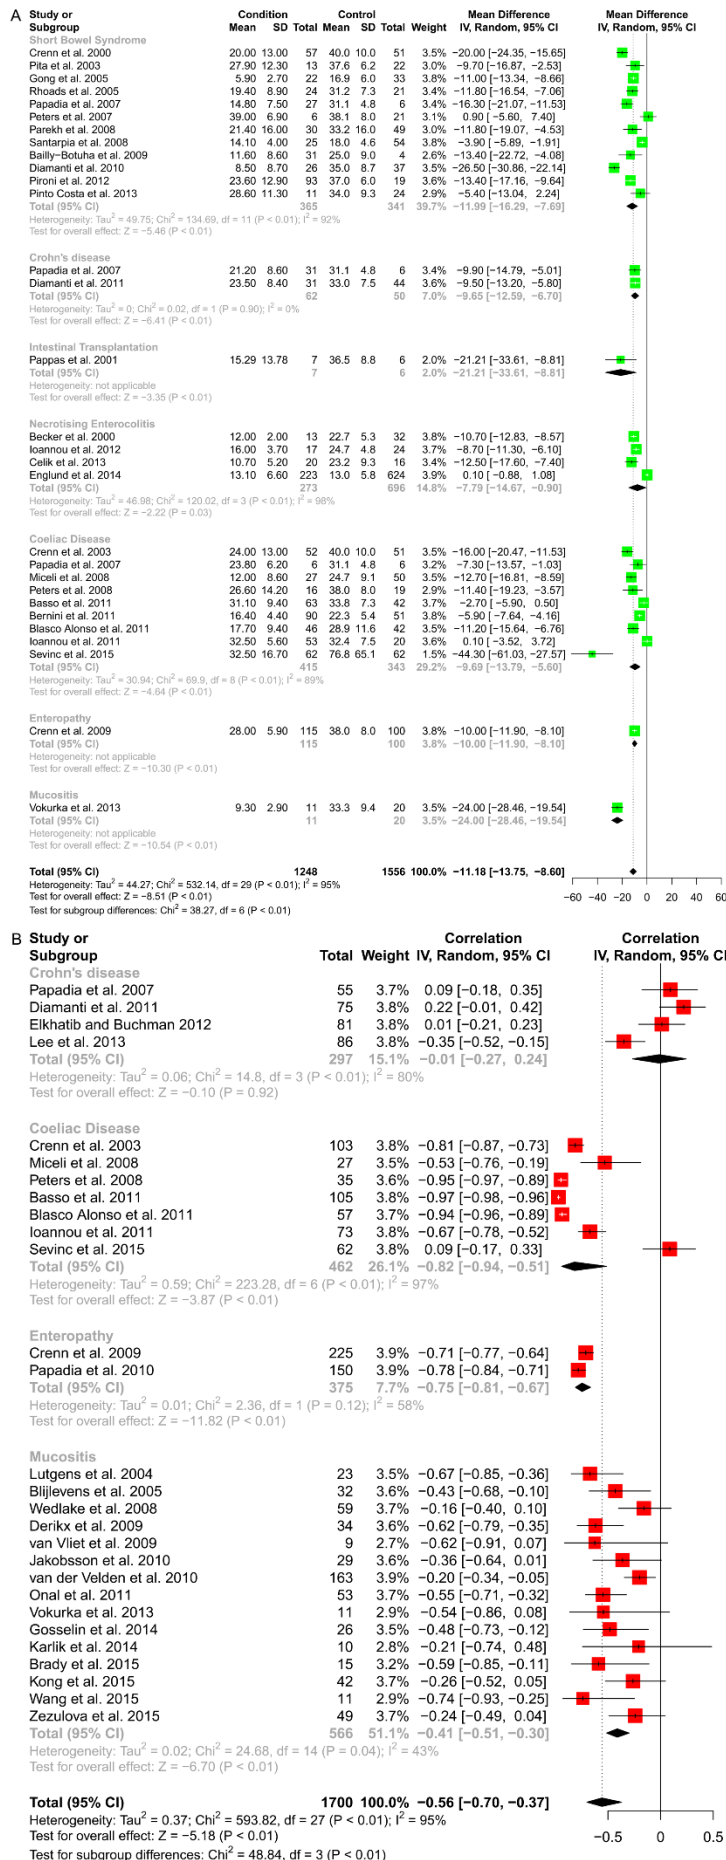 A Study or Condition Control Mean Difference Mean Difference
Subgroup Mean SD Total Mean SD Total Weight IV, Random, 95% CI IV, Random, 95% CI
Short Bowel Syndrome
Crenn et al. 2000 20.00 13.00 57 40.0 10.0 51 3.5% −20.00 [−24.35, −15.65]
Pita et al. 2003 27.90 12.30 13 37.6 6.2 22 2.9% −9.70 [−16.87, −2.53]
Gong et al. 2005 5.90 2.70 22 16.9 6.0 33 3.8% −11.00 [−13.34, −8.66]
Rhoads et al. 2005 19.40 8.90 24 31.2 7.3 21 3.5% −11.80 [−16.54, −7.06]
Papadia et al. 2007 14.80 7.50 27 31.1 4.8 6 3.4% −16.30 [−21.07, −11.53]
Peters et al. 2007 39.00 6.90 6 38.1 8.0 21 3.1% 0.90 [−5.60, 7.40]
Parekh et al. 2008 21.40 16.00 30 33.2 16.0 49 2.9% −11.80 [−19.07, −4.53]
Santarpia et al. 2008 14.10 4.00 25 18.0 4.6 54 3.8% −3.90 [−5.89, −1.91]
Bailly−Botuha et al. 2009 11.60 8.60 31 25.0 9.0 4 2.5% −13.40 [−22.72, −4.08]
Diamanti et al. 2010 8.50 8.70 26 35.0 8.7 37 3.5% −26.50 [−30.86, −22.14]
Pironi et al. 2012 23.60 12.90 93 37.0 6.0 19 3.6% −13.40 [−17.16, −9.64]
Pinto Costa et al. 2013 28.60 11.30 11 34.0 9.3 24 2.8% −5.40 [−13.04, 2.24]
Total (95% CI) 365 341 39.7% −11.99 [−16.29, −7.69]
Heterogeneity: Tau² = 49.75; Chi² = 134.69, df = 11 (P < 0.01); I² = 92%
Test for overall effect: Z = −5.46 (P < 0.01)
Crohn's disease
Papadia et al. 2007 21.20 8.60 31 31.1 4.8 6 3.4% −9.90 [−14.79, −5.01]
Diamanti et al. 2011 23.50 8.40 31 33.0 7.5 44 3.6% −9.50 [−13.20, −5.80]
Total (95% CI) 62 50 7.0% −9.65 [−12.59, −6.70]
Heterogeneity: Tau² = 0; Chi² = 0.02, df = 1 (P = 0.90); I² = 0%
Test for overall effect: Z = −6.41 (P < 0.01)
Intestinal Transplantation
Pappas et al. 2001 15.29 13.78 7 36.5 8.8 6 2.0% −21.21 [−33.61, −8.81]
Total (95% CI) 7 6 2.0% −21.21 [−33.61, −8.81]
Heterogeneity: not applicable
Test for overall effect: Z = −3.35 (P < 0.01)
Necrotising Enterocolitis
Becker et al. 2000 12.00 2.00 13 22.7 5.3 32 3.8% −10.70 [−12.83, −8.57]
Ioannou et al. 2012 16.00 3.70 17 24.7 4.8 24 3.8% −8.70 [−11.30, −6.10]
Celik et al. 2013 10.70 5.20 20 23.2 9.3 16 3.4% −12.50 [−17.60, −7.40]
Englund et al. 2014 13.10 6.60 223 13.0 5.8 624 3.9% 0.10 [−0.88, 1.08]
Total (95% CI) 273 696 14.8% −7.79 [−14.67, −0.90]
Heterogeneity: Tau² = 46.98; Chi² = 120.02, df = 3 (P < 0.01); I² = 98%
Test for overall effect: Z = −2.22 (P = 0.03)
Coeliac Disease
Crenn et al. 2003 24.00 13.00 52 40.0 10.0 51 3.5% −16.00 [−20.47, −11.53]
Papadia et al. 2007 23.80 6.20 6 31.1 4.8 6 3.1% −7.30 [−13.57, −1.03]
Miceli et al. 2008 12.00 8.60 27 24.7 9.1 50 3.5% −12.70 [−16.81, −8.59]
Peters et al. 2008 26.60 14.20 16 38.0 8.0 19 2.8% −11.40 [−19.23, −3.57]
Basso et al. 2011 31.10 9.40 63 33.8 7.3 42 3.7% −2.70 [−5.90, 0.50]
Bernini et al. 2011 16.40 4.40 90 22.3 5.4 51 3.8% −5.90 [−7.64, −4.16]
Blasco Alonso et al. 2011 17.70 9.40 46 28.9 11.6 42 3.5% −11.20 [−15.64, −6.76]
Ioannou et al. 2011 32.50 5.60 53 32.4 7.5 20 3.6% 0.10 [−3.52, 3.72]
Sevinc et al. 2015 32.50 16.70 62 76.8 65.1 62 1.5% −44.30 [−61.03, −27.57]
Total (95% CI) 415 343 29.2% −9.69 [−13.79, −5.60]
Heterogeneity: Tau² = 30.94; Chi² = 69.9, df = 8 (P < 0.01); I² = 89%
Test for overall effect: Z = −4.64 (P < 0.01)
Enteropathy
Crenn et al. 2009 28.00 5.90 115 38.0 8.0 100 3.8% −10.00 [−11.90, −8.10]
Total (95% CI) 115 100 3.8% −10.00 [−11.90, −8.10]
Heterogeneity: not applicable
Test for overall effect: Z = −10.30 (P < 0.01)
Mucositis
Vokurka et al. 2013 9.30 2.90 11 33.3 9.4 20 3.5% −24.00 [−28.46, −19.54]
Total (95% CI) 11 20 3.5% −24.00 [−28.46, −19.54]
Heterogeneity: not applicable
Test for overall effect: Z = −10.54 (P < 0.01)
Total (95% CI) 1248 1556 100.0% −11.18 [−13.75, −8.60]
Heterogeneity: Tau² = 44.27; Chi² = 532.14, df = 29 (P < 0.01); I² = 95%
Test for overall effect: Z = −8.51 (P < 0.01)
Test for subgroup differences: Chi² = 38.27, df = 6 (P < 0.01)
−60 −40 −20 0 20 40 60
B Study or Correlation Correlation
Subgroup Total Weight IV, Random, 95% CI IV, Random, 95% CI
Crohn's disease
Papadia et al. 2007 55 3.7% 0.09 [−0.18, 0.35]
Diamanti et al. 2011 75 3.8% 0.22 [−0.01, 0.42]
Elkhatib and Buchman 2012 81 3.8% 0.01 [−0.21, 0.23]
Lee et al. 2013 86 3.8% −0.35 [−0.52, −0.15]
Total (95% CI) 297 15.1% −0.01 [−0.27, 0.24]
Heterogeneity: Tau² = 0.06; Chi² = 14.8, df = 3 (P < 0.01); I² = 80%
Test for overall effect: Z = −0.10 (P = 0.92)
Coeliac Disease
Crenn et al. 2003 103 3.8% −0.81 [−0.87, −0.73]
Miceli et al. 2008 27 3.5% −0.53 [−0.76, −0.19]
Peters et al. 2008 35 3.6% −0.95 [−0.97, −0.89]
Basso et al. 2011 105 3.8% −0.97 [−0.98, −0.96]
Blasco Alonso et al. 2011 57 3.8% −0.94 [−0.96, −0.89]
Ioannou et al. 2011 73 3.8% −0.67 [−0.78, −0.52]
Sevinc et al. 2015 62 3.8% 0.09 [−0.17, 0.33]
Total (95% CI) 462 26.1% −0.82 [−0.94, −0.51]
Heterogeneity: Tau² = 0.59; Chi² = 223.28, df = 6 (P < 0.01); I² = 97%
Test for overall effect: Z = −3.87 (P < 0.01)
Enteropathy
Crenn et al. 2009 225 3.9% −0.71 [−0.77, −0.64]
Papadia et al. 2010 150 3.9% −0.78 [−0.84, −0.71]
Total (95% CI) 375 7.7% −0.75 [−0.81, −0.67]
Heterogeneity: Tau² = 0.01; Chi² = 2.36, df = 1 (P = 0.12); I² = 58%
Test for overall effect: Z = −11.82 (P < 0.01)
Mucositis
Lutgens et al. 2004 23 3.5% −0.67 [−0.85, −0.36]
Blijlevens et al. 2005 32 3.6% −0.43 [−0.68, −0.10]
Wedlake et al. 2008 59 3.7% −0.16 [−0.40, 0.10]
Derikx et al. 2009 34 3.6% −0.62 [−0.79, −0.35]
van Vliet et al. 2009 9 2.7% −0.62 [−0.91, 0.07]
Jakobsson et al. 2010 29 3.6% −0.36 [−0.64, 0.01]
van der Velden et al. 2010 163 3.9% −0.20 [−0.34, −0.05]
Onal et al. 2011 53 3.7% −0.55 [−0.71, −0.32]
Vokurka et al. 2013 11 2.9% −0.54 [−0.86, 0.08]
Gosselin et al. 2014 26 3.5% −0.48 [−0.73, −0.12]
Karlik et al. 2014 10 2.8% −0.21 [−0.74, 0.48]
Brady et al. 2015 15 3.2% −0.59 [−0.85, −0.11]
Kong et al. 2015 42 3.7% −0.26 [−0.52, 0.05]
Wang et al. 2015 11 2.9% −0.74 [−0.93, −0.25]
Zezulova et al. 2015 49 3.7% −0.24 [−0.49, 0.04]
Total (95% CI) 566 51.1% −0.41 [−0.51, −0.30]
Heterogeneity: Tau² = 0.02; Chi² = 24.68, df = 14 (P = 0.04); I² = 43%
Test for overall effect: Z = −6.70 (P < 0.01)
Total (95% CI) 1700 100.0% −0.56 [−0.70, −0.37]
Heterogeneity: Tau² = 0.37; Chi² = 593.82, df = 27 (P < 0.01); I² = 95%
Test for overall effect: Z = −5.18 (P < 0.01)
Test for subgroup differences: Chi² = 48.84, df = 3 (P < 0.01)
−0.5 0 0.5